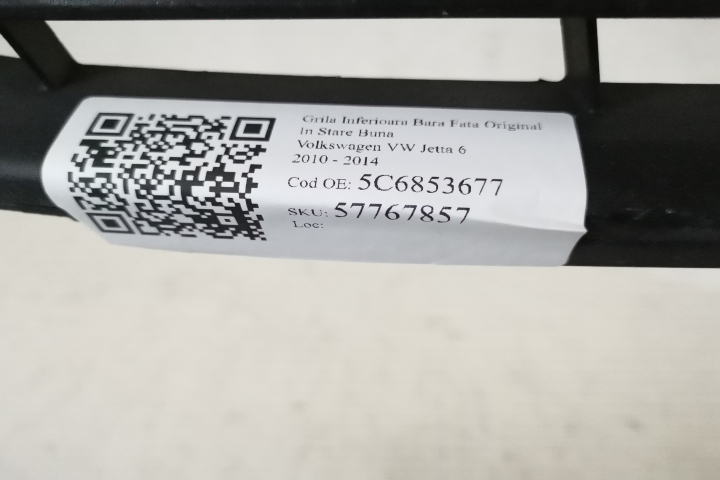 Grila Inferioara Bara Fata Original
In Stare Buna
Volkswagen VW Jetta 6
2010 - 2014
Cod OE: 5C6853677
SKU: 57767857
Loc: